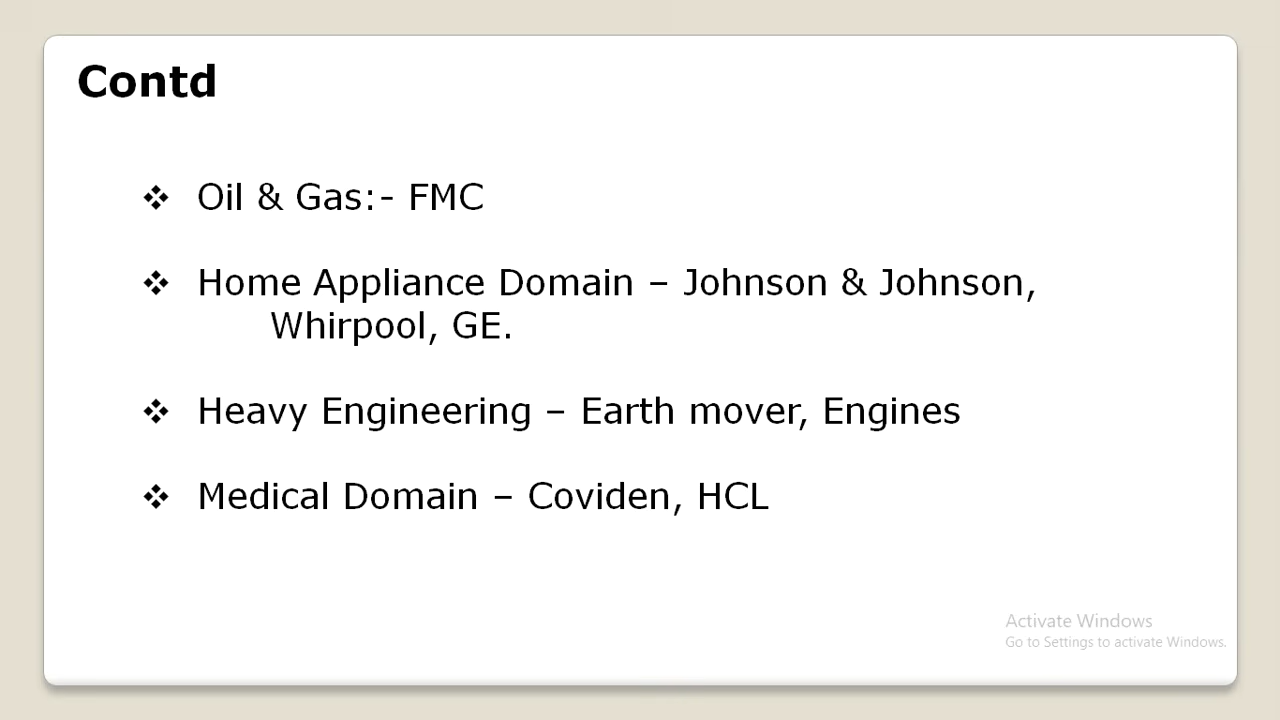 Contd
❖ Oil & Gas:- FMC
❖ Home Appliance Domain – Johnson & Johnson,
Whirpool, GE.
❖ Heavy Engineering – Earth mover, Engines
❖ Medical Domain – Coviden, HCL
Activate Windows
Go to Settings to activate Windows.